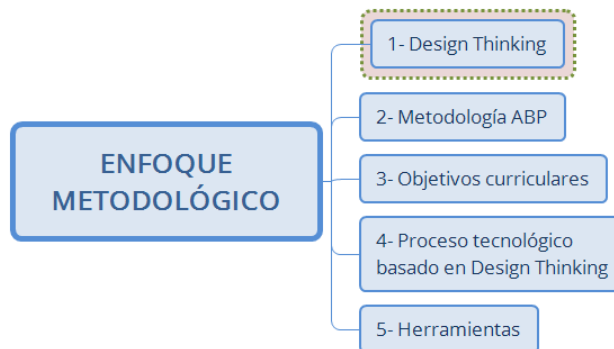 ENFOQUE
METODOLÓGICO
1- Design Thinking
2- Metodología ABP
3- Objetivos curriculares
4- Proceso tecnológico
basado en Design Thinking
5- Herramientas